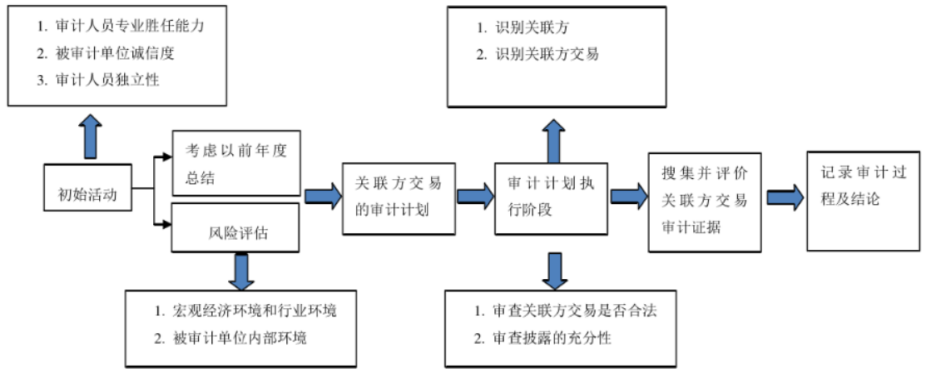 1. 审计人员专业胜任能力
2. 被审计单位诚信度
3. 审计人员独立性
1. 识别关联方
2. 识别关联方交易
初始活动
考虑以前年度
总结
风险评估
关联方交易
的审计计划
审计计划执
行阶段
搜集并评价
关联方交易
审计证据
记录审计过
程及结论
1. 宏观经济环境和行业环境
2. 被审计单位内部环境
1. 审查关联方交易是否合法
2. 审查披露的充分性